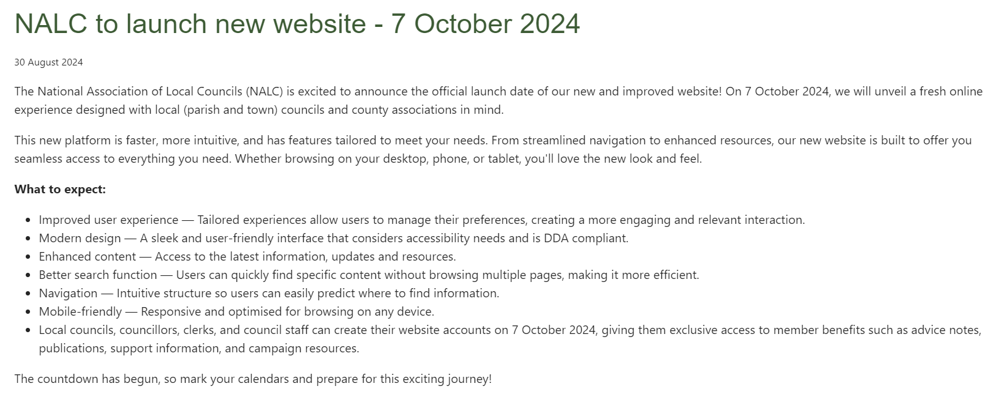 NALC to launch new website - 7 October 2024
30 August 2024
The National Association of Local Councils (NALC) is excited to announce the official launch date of our new and improved website! On 7 October 2024, we will unveil a fresh online
experience designed with local (parish and town) councils and county associations in mind.
This new platform is faster, more intuitive, and has features tailored to meet your needs. From streamlined navigation to enhanced resources, our new website is built to offer you
seamless access to everything you need. Whether browsing on your desktop, phone, or tablet, you'll love the new look and feel.
What to expect:
• Improved user experience — Tailored experiences allow users to manage their preferences, creating a more engaging and relevant interaction.
• Modern design — A sleek and user-friendly interface that considers accessibility needs and is DDA compliant.
• Enhanced content — Access to the latest information, updates and resources.
• Better search function — Users can quickly find specific content without browsing multiple pages, making it more efficient.
• Navigation — Intuitive structure so users can easily predict where to find information.
• Mobile-friendly — Responsive and optimised for browsing on any device.
• Local councils, councillors, clerks, and council staff can create their website accounts on 7 October 2024, giving them exclusive access to member benefits such as advice notes,
publications, support information, and campaign resources.
The countdown has begun, so mark your calendars and prepare for this exciting journey!